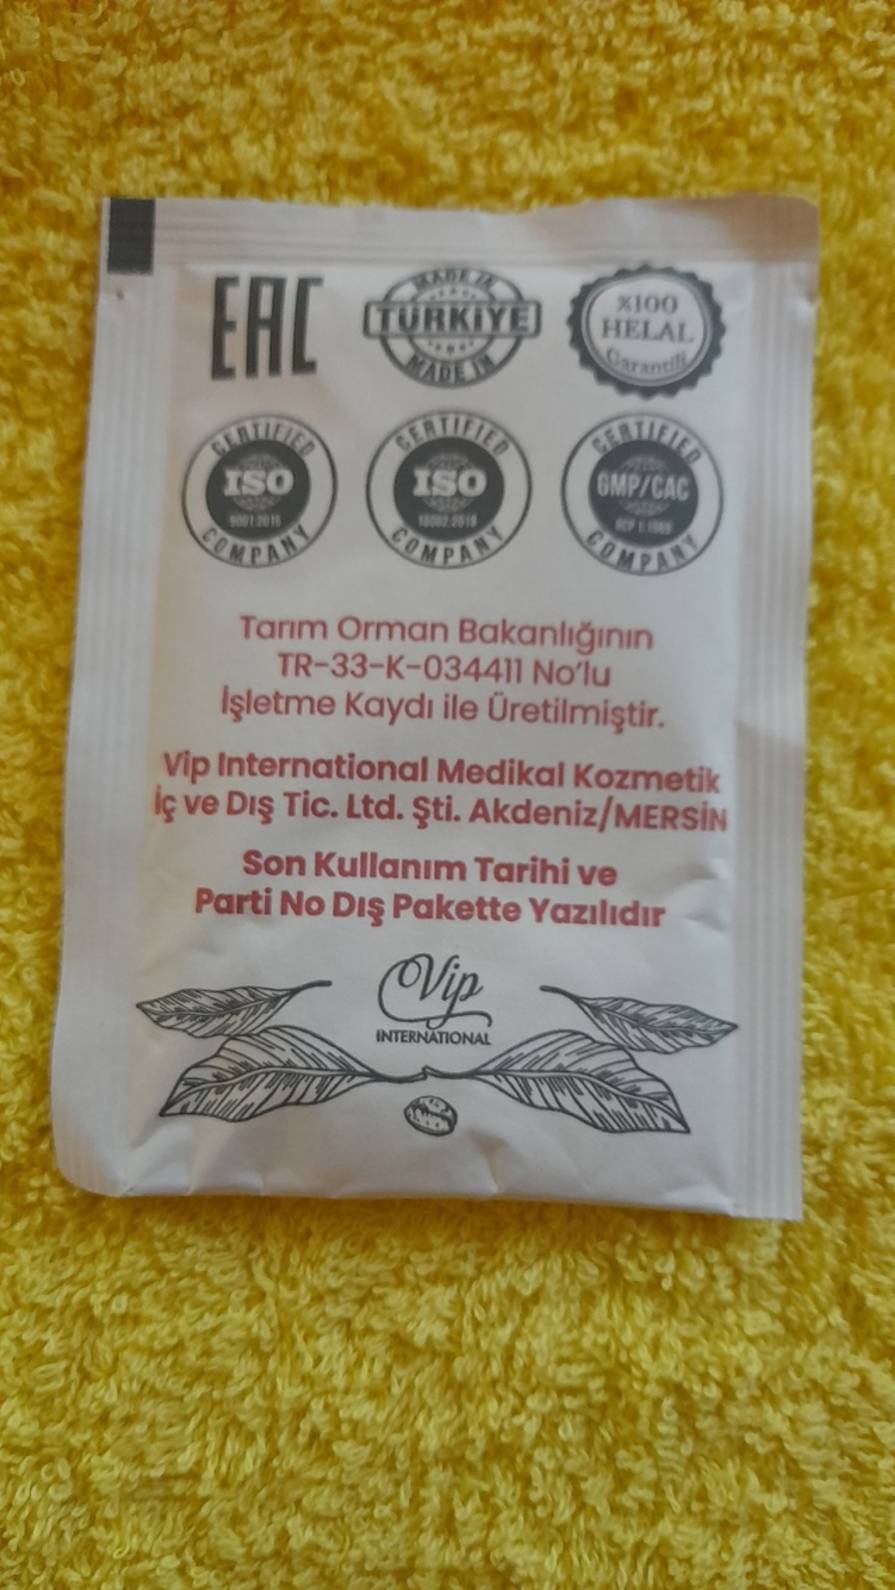 EAC
MADE IN
TÜRKİYE
MADE IN
%100
HELAL
Garantili
CERTIFIED
ISO
9001:2015
COMPANY
CERTIFIED
ISO
COMPANY
CERTIFIED
GMP/CAC
COMPANY
Tarım Orman Bakanlığının
TR-33-K-034411 No'lu
İşletme Kaydı ile Üretilmiştir.
Vip International Medikal Kozmetik
İç ve Dış Tic. Ltd. Şti. Akdeniz/MERSİN
Son Kullanım Tarihi ve
Parti No Dış Pakette Yazılıdır
Vip
INTERNATIONAL